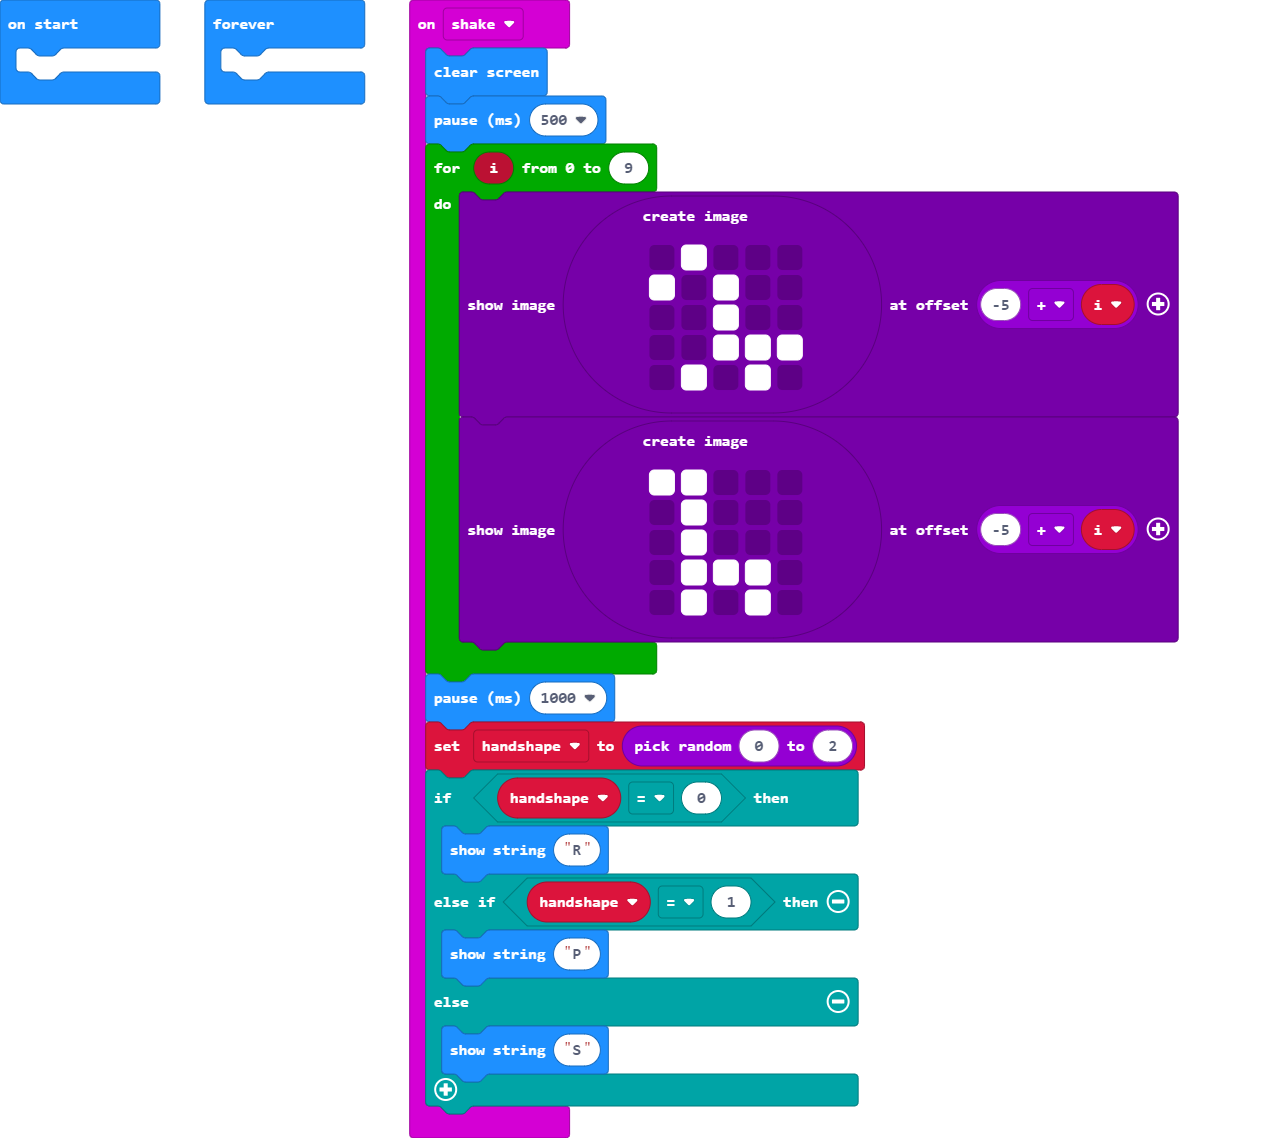 on start
forever
on shake
clear screen
pause (ms) 500
for i from 0 to 9
do
create image
show image at offset -5 + i
create image
show image at offset -5 + i
pause (ms) 1000
set handshape to pick random 0 to 2
if handshape = 0 then
show string "R"
else if handshape = 1 then
show string "P"
else
show string "S"